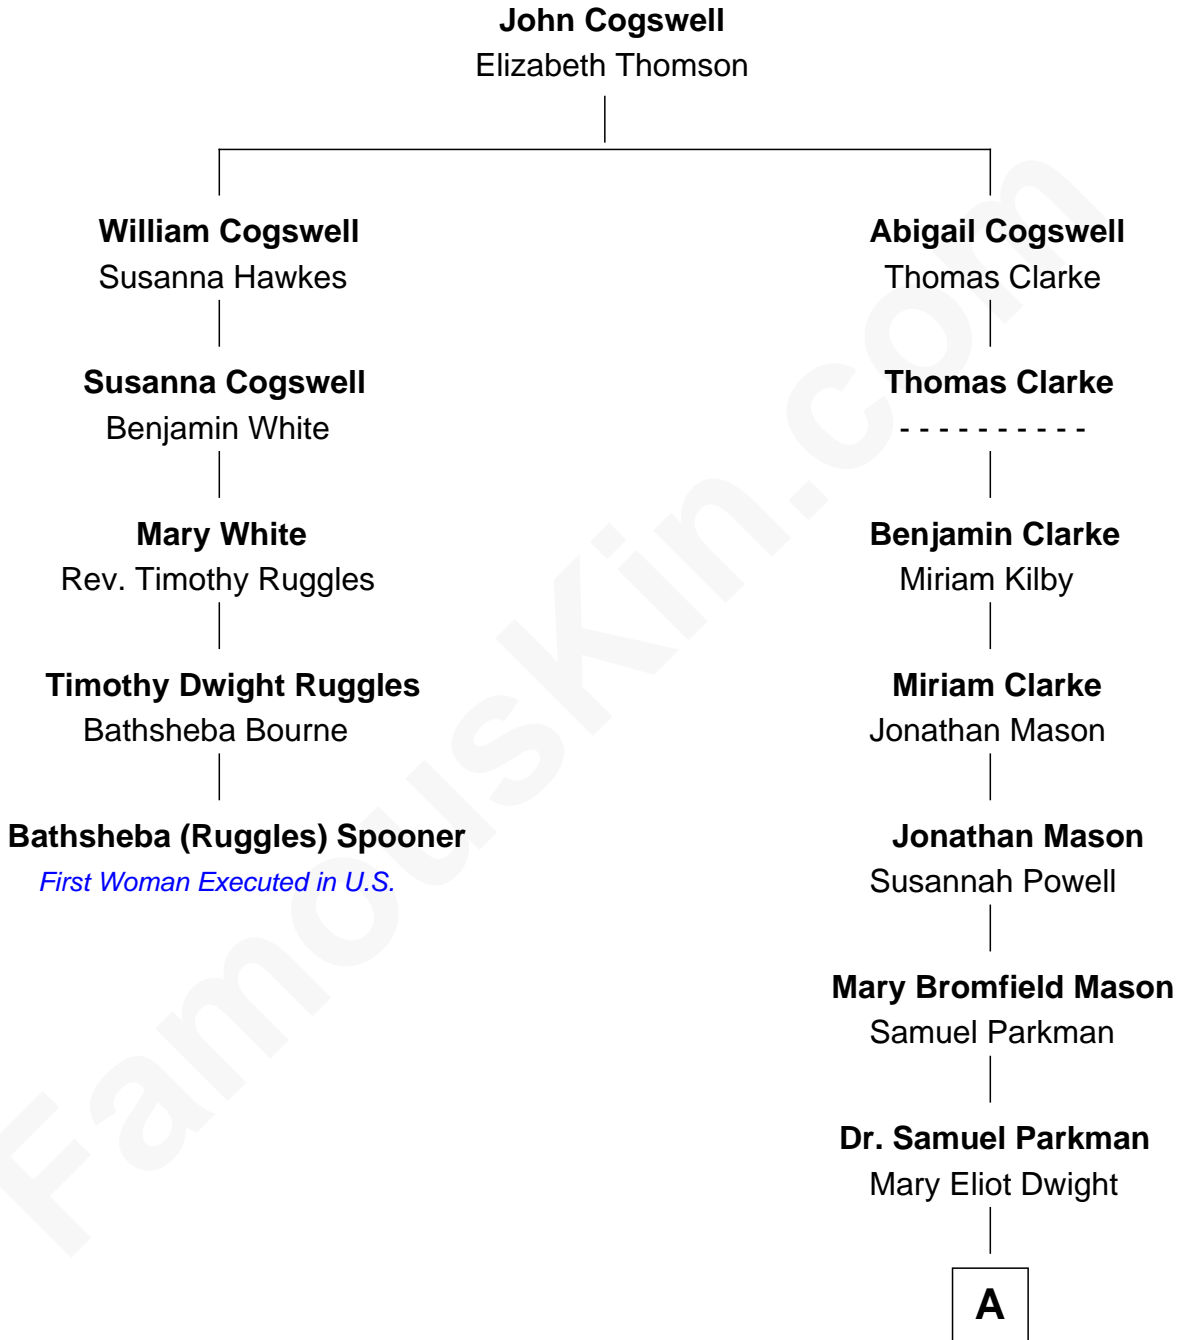 John Cogswell
Elizabeth Thomson
William Cogswell
Susanna Hawkes
Abigail Cogswell
Thomas Clarke
Susanna Cogswell
Benjamin White
Thomas Clarke
- - - - - - - - - -
Mary White
Rev. Timothy Ruggles
Benjamin Clarke
Miriam Kilby
Timothy Dwight Ruggles
Bathsheba Bourne
Miriam Clarke
Jonathan Mason
Bathsheba (Ruggles) Spooner
First Woman Executed in U.S.
Jonathan Mason
Susannah Powell
Mary Bromfield Mason
Samuel Parkman
Dr. Samuel Parkman
Mary Eliot Dwight
A
FamousKin.com